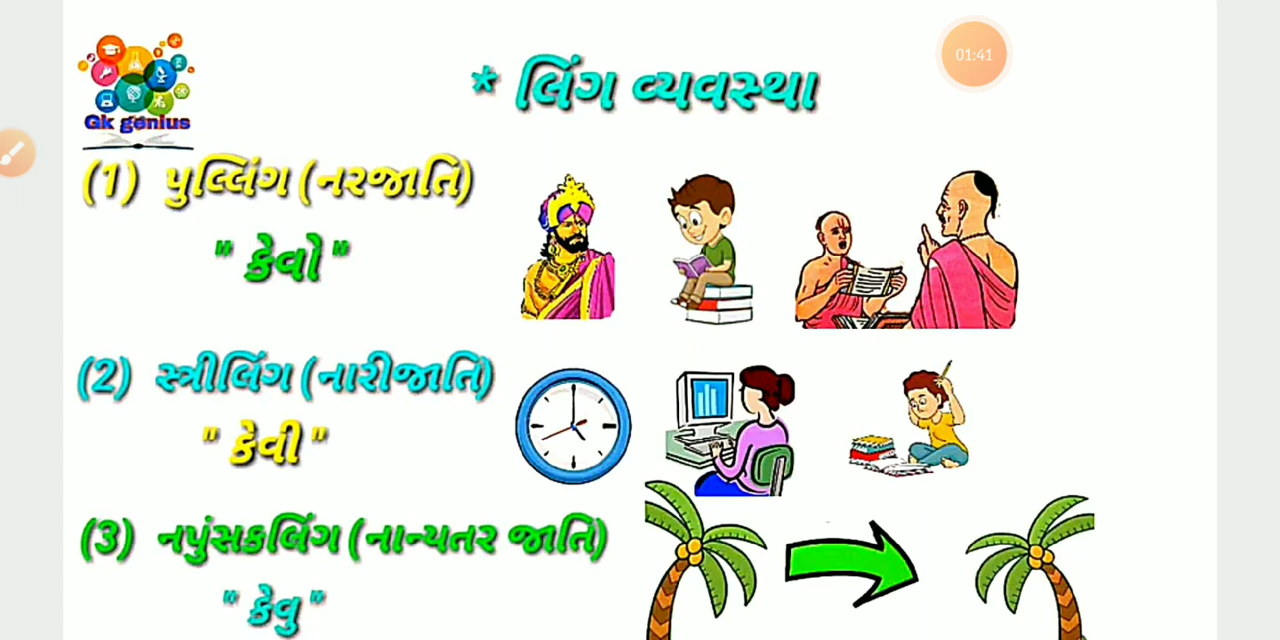 Gk genius
* લિંગ વ્યવસ્થા
01:41
(1) પુલ્લિંગ (નરજાતિ)
" કેવો "
(2) સ્ત્રીલિંગ (નારીજાતિ)
" કેવી "
(3) નપુંસકલિંગ (નાન્યતર જાતિ)
" કેવુ "